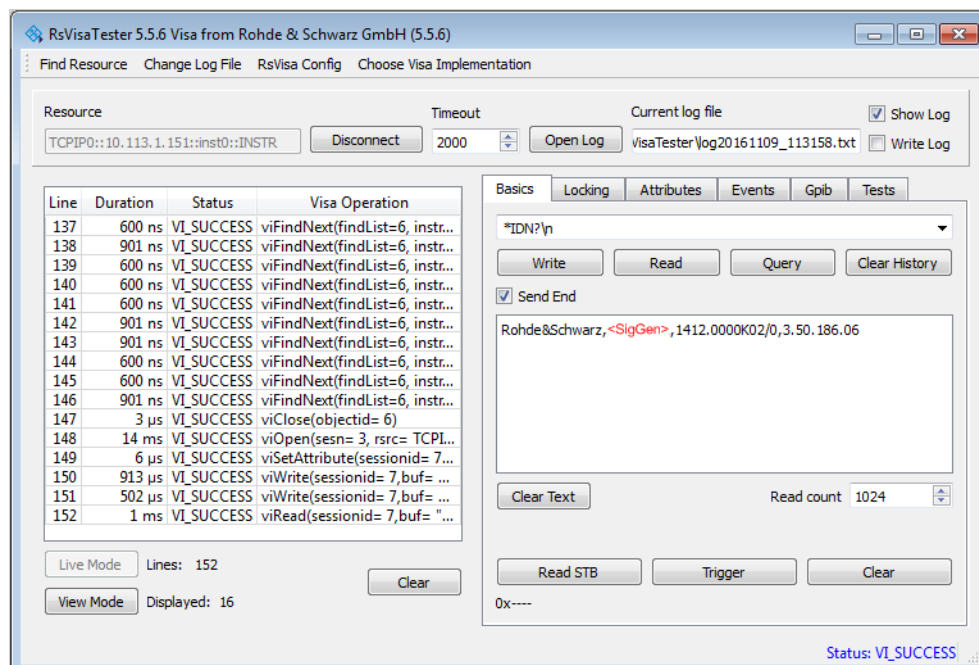 RsVisaTester 5.5.6 Visa from Rohde & Schwarz GmbH (5.5.6)
Find Resource Change Log File RsVisa Config Choose Visa Implementation
Resource Timeout Current log file Show Log
TCPIP0::10.113.1.151::inst0::INSTR Disconnect 2000 Open Log VisaTester\log20161109_113158.txt Write Log
Basics Locking Attributes Events Gpib Tests
*IDN?\n
Write Read Query Clear History
Send End
Rohde&Schwarz,<SigGen>,1412.0000K02/0,3.50.186.06
Clear Text Read count 1024
Read STB Trigger Clear
0x----
Line Duration Status Visa Operation
137 600 ns VI_SUCCESS viFindNext(findList=6, instr...
138 901 ns VI_SUCCESS viFindNext(findList=6, instr...
139 600 ns VI_SUCCESS viFindNext(findList=6, instr...
140 600 ns VI_SUCCESS viFindNext(findList=6, instr...
141 600 ns VI_SUCCESS viFindNext(findList=6, instr...
142 901 ns VI_SUCCESS viFindNext(findList=6, instr...
143 901 ns VI_SUCCESS viFindNext(findList=6, instr...
144 600 ns VI_SUCCESS viFindNext(findList=6, instr...
145 600 ns VI_SUCCESS viFindNext(findList=6, instr...
146 901 ns VI_SUCCESS viFindNext(findList=6, instr...
147 3 µs VI_SUCCESS viClose(objectid= 6)
148 14 ms VI_SUCCESS viOpen(sesn= 3, rsrc= TCPI...
149 6 µs VI_SUCCESS viSetAttribute(sessionid= 7...
150 913 µs VI_SUCCESS viWrite(sessionid= 7,buf= ...
151 502 µs VI_SUCCESS viWrite(sessionid= 7,buf= ...
152 1 ms VI_SUCCESS viRead(sessionid= 7,buf= "...
Live Mode Lines: 152
Clear
View Mode Displayed: 16
Status: VI_SUCCESS